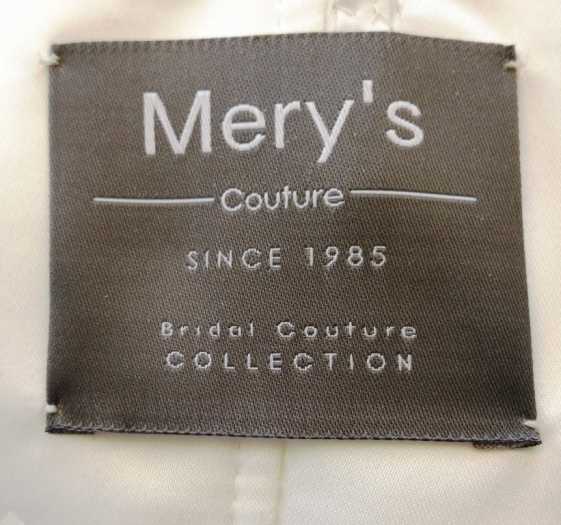 Mery's
Couture
SINCE 1985
Bridal Couture
COLLECTION